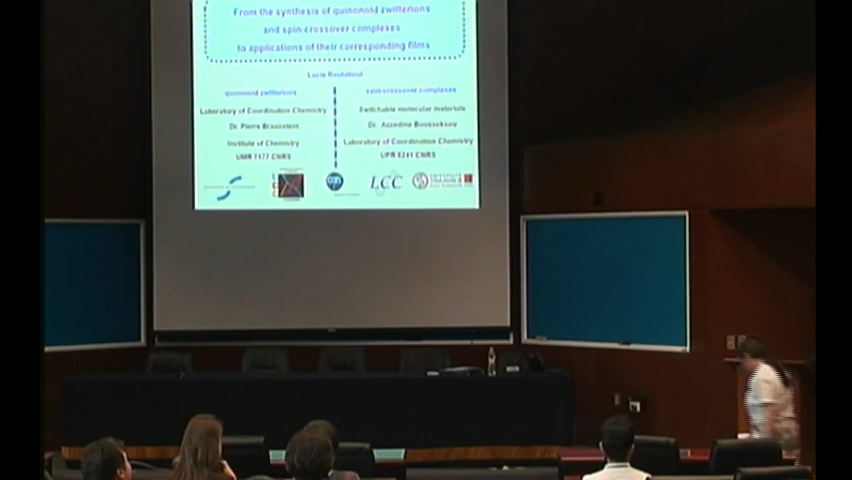 From the synthesis of quinonoid zwitterions
and spin crossover complexes
to applications of their corresponding films
quinonoid zwitterions
Laboratory of Coordination Chemistry
Dr. Pierre Braunstein
Institute of Chemistry
UMR 7177 CNRS
spin-crossover complexes
Switchable molecular materials
Dr. Azzedine Bousseksou
Laboratory of Coordination Chemistry
UPR 8241 CNRS
LCC